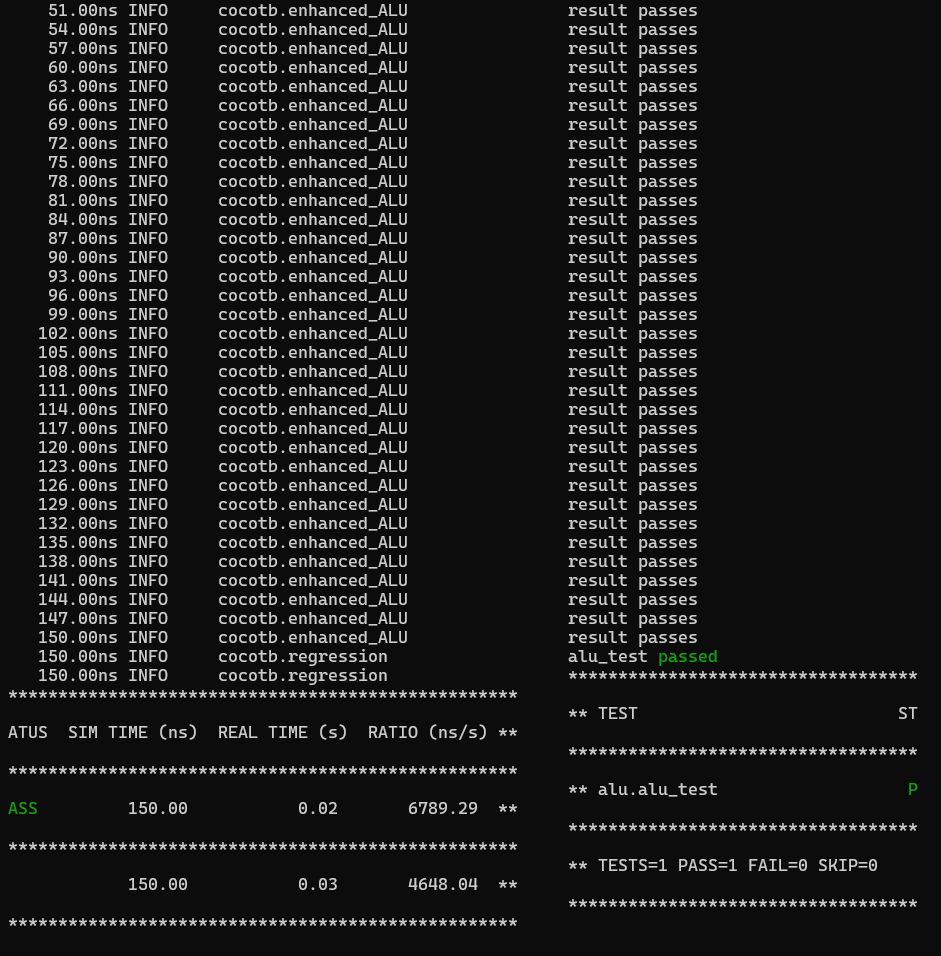 51.00ns INFO     cocotb.enhanced_ALU                result passes
54.00ns INFO     cocotb.enhanced_ALU                result passes
57.00ns INFO     cocotb.enhanced_ALU                result passes
60.00ns INFO     cocotb.enhanced_ALU                result passes
63.00ns INFO     cocotb.enhanced_ALU                result passes
66.00ns INFO     cocotb.enhanced_ALU                result passes
69.00ns INFO     cocotb.enhanced_ALU                result passes
72.00ns INFO     cocotb.enhanced_ALU                result passes
75.00ns INFO     cocotb.enhanced_ALU                result passes
78.00ns INFO     cocotb.enhanced_ALU                result passes
81.00ns INFO     cocotb.enhanced_ALU                result passes
84.00ns INFO     cocotb.enhanced_ALU                result passes
87.00ns INFO     cocotb.enhanced_ALU                result passes
90.00ns INFO     cocotb.enhanced_ALU                result passes
93.00ns INFO     cocotb.enhanced_ALU                result passes
96.00ns INFO     cocotb.enhanced_ALU                result passes
99.00ns INFO     cocotb.enhanced_ALU                result passes
102.00ns INFO     cocotb.enhanced_ALU                result passes
105.00ns INFO     cocotb.enhanced_ALU                result passes
108.00ns INFO     cocotb.enhanced_ALU                result passes
111.00ns INFO     cocotb.enhanced_ALU                result passes
114.00ns INFO     cocotb.enhanced_ALU                result passes
117.00ns INFO     cocotb.enhanced_ALU                result passes
120.00ns INFO     cocotb.enhanced_ALU                result passes
123.00ns INFO     cocotb.enhanced_ALU                result passes
126.00ns INFO     cocotb.enhanced_ALU                result passes
129.00ns INFO     cocotb.enhanced_ALU                result passes
132.00ns INFO     cocotb.enhanced_ALU                result passes
135.00ns INFO     cocotb.enhanced_ALU                result passes
138.00ns INFO     cocotb.enhanced_ALU                result passes
141.00ns INFO     cocotb.enhanced_ALU                result passes
144.00ns INFO     cocotb.enhanced_ALU                result passes
147.00ns INFO     cocotb.enhanced_ALU                result passes
150.00ns INFO     cocotb.enhanced_ALU                result passes
150.00ns INFO     cocotb.regression                  alu_test passed
150.00ns INFO     cocotb.regression                  ***********************************
***************************************************
** TEST                          ST
ATUS  SIM TIME (ns)  REAL TIME (s)  RATIO (ns/s) **
***********************************
***************************************************
** alu.alu_test                   P
ASS         150.00           0.02       6789.29  **
***********************************
***************************************************
** TESTS=1 PASS=1 FAIL=0 SKIP=0
150.00           0.03       4648.04  **
***********************************
***************************************************